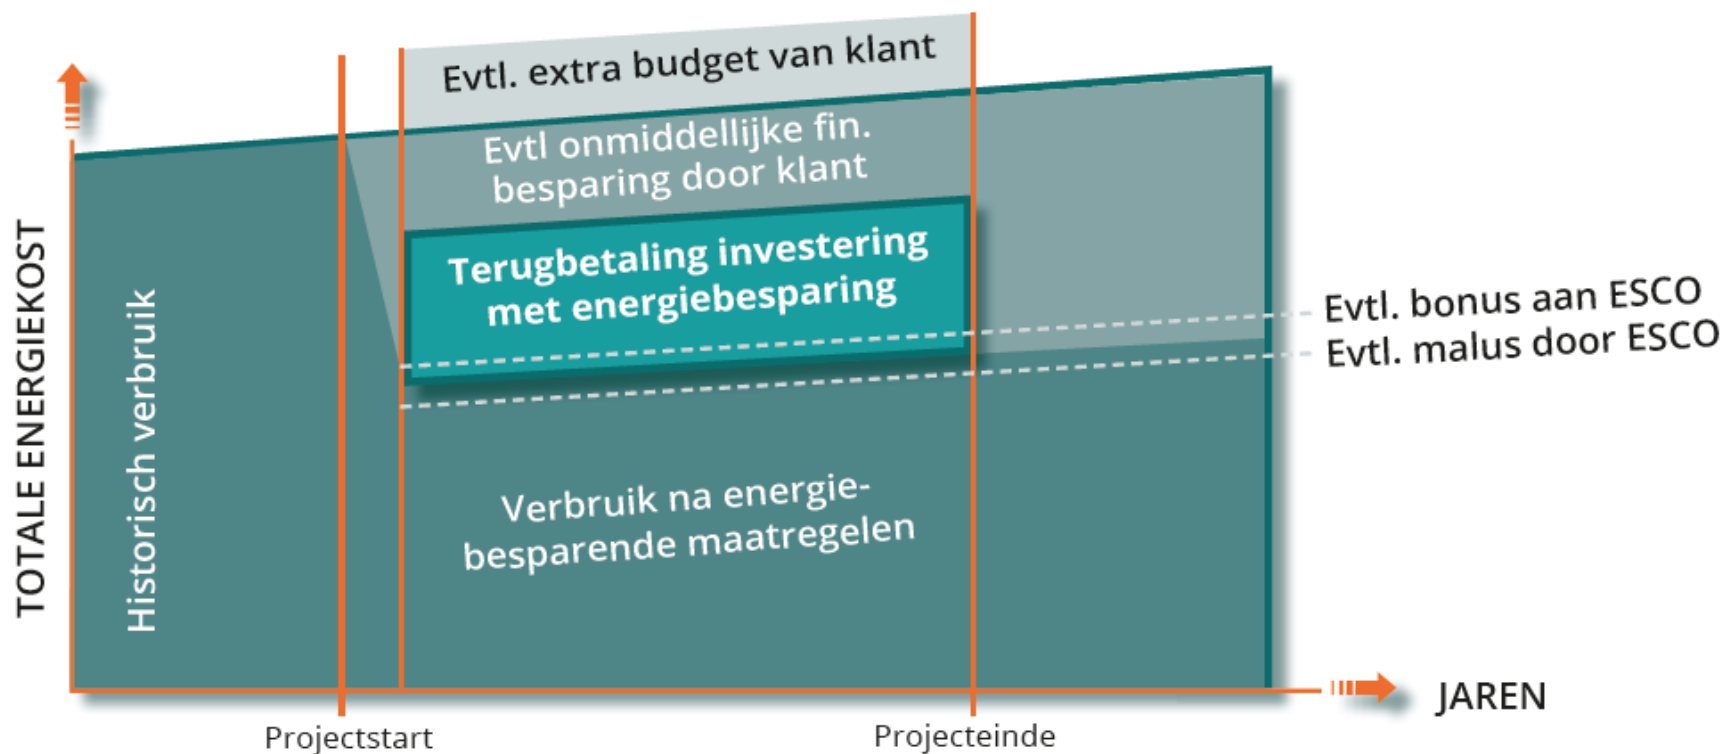 Evtl. extra budget van klant
Evtl onmiddellijke fin.
besparing door klant
Terugbetaling investering
met energiebesparing
Evtl. bonus aan ESCO
Evtl. malus door ESCO
TOTALE ENERGIEKOST
Historisch verbruik
Verbruik na energie-
besparende maatregelen
JAREN
Projectstart
Projecteinde